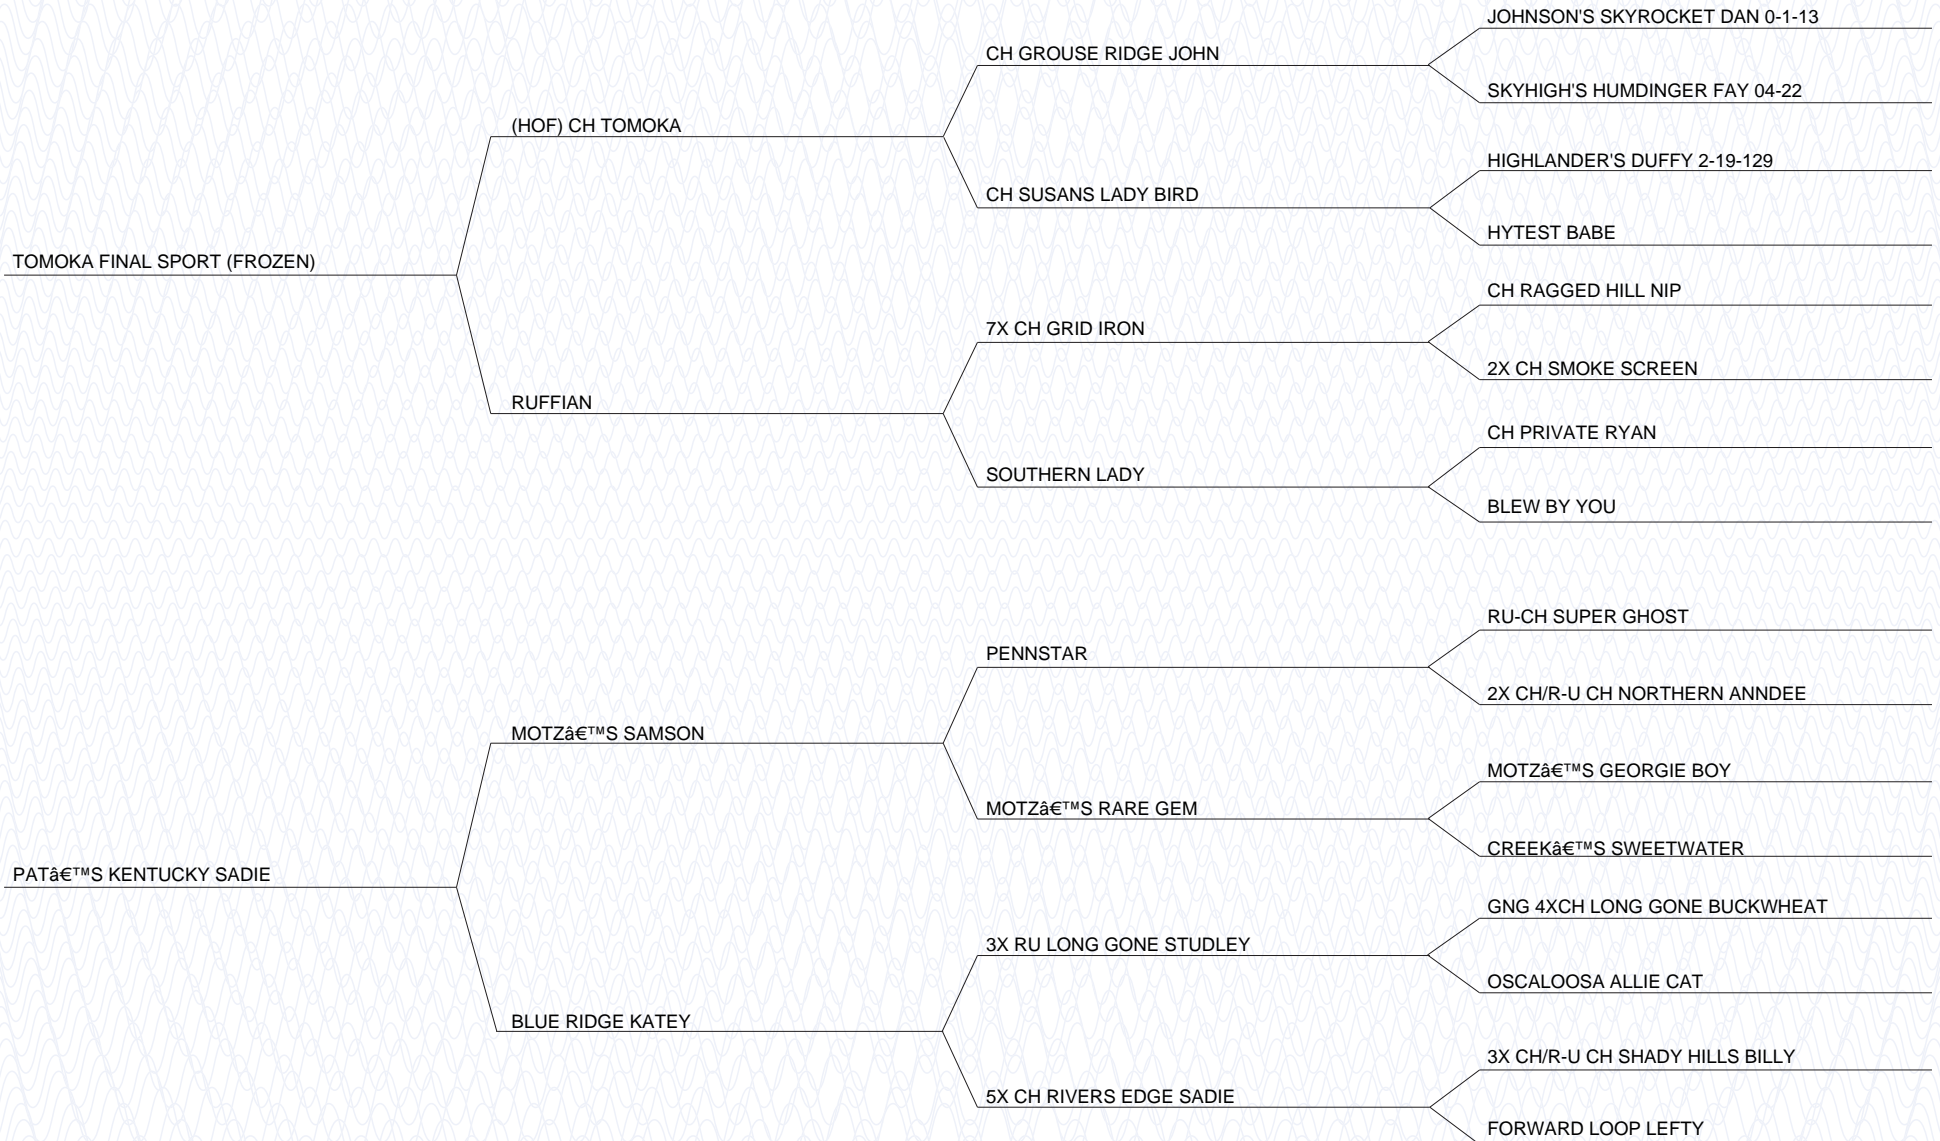 JOHNSON'S SKYROCKET DAN 0-1-13
CH GROUSE RIDGE JOHN
SKYHIGH'S HUMDINGER FAY 04-22
(HOF) CH TOMOKA
HIGHLANDER'S DUFFY 2-19-129
CH SUSANS LADY BIRD
HYTEST BABE
TOMOKA FINAL SPORT (FROZEN)
CH RAGGED HILL NIP
7X CH GRID IRON
2X CH SMOKE SCREEN
RUFFIAN
CH PRIVATE RYAN
SOUTHERN LADY
BLEW BY YOU
RU-CH SUPER GHOST
PENNSTAR
2X CH/R-U CH NORTHERN ANNDEE
MOTZâ€™S SAMSON
MOTZâ€™S GEORGIE BOY
MOTZâ€™S RARE GEM
CREEKâ€™S SWEETWATER
PATâ€™S KENTUCKY SADIE
GNG 4XCH LONG GONE BUCKWHEAT
3X RU LONG GONE STUDLEY
OSCALOOSA ALLIE CAT
BLUE RIDGE KATEY
3X CH/R-U CH SHADY HILLS BILLY
5X CH RIVERS EDGE SADIE
FORWARD LOOP LEFTY